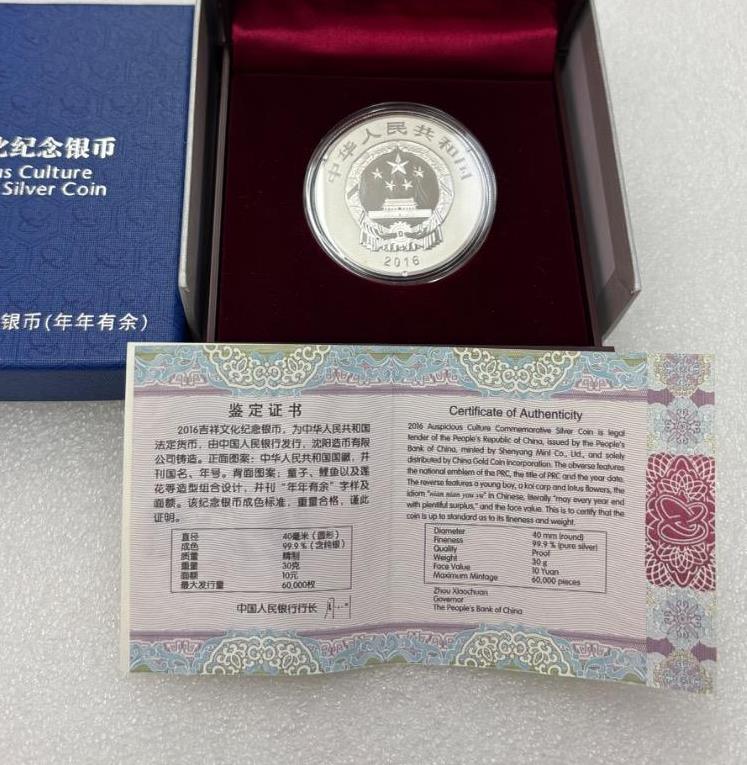 纪念银币
Culture
Silver Coin
银币(年年有余)
中华人民共和国
2016
鉴定证书
2016吉祥文化纪念银币，为中华人民共和国
法定货币，由中国人民银行发行，沈阳造币有限
公司铸造。正面图案：中华人民共和国国徽，并
刊国名、年号。背面图案：童子、鲤鱼以及莲
花等造型组合设计，并刊“年年有余”字样及
面额。该纪念银币成色标准，重量合格，谨此
证明。
直径 40毫米（圆形）
成色 99.9％（含纯银）
质量 精制
重量 30克
面额 10元
最大发行量 60,000枚
中国人民银行行长
Certificate of Authenticity
2016 Auspicious Culture Commemorative Silver Coin is legal
tender of the People's Republic of China, issued by the People's
Bank of China, minted by Shenyang Mint Co., Ltd., and solely
distributed by China Gold Coin Incorporation. The obverse features
the national emblem of the PRC, the title of PRC and the year date.
The reverse features a young boy, a koi carp and lotus flowers, the
idiom "nian nian you yu" in Chinese, literally "may every year end
with plentiful surplus," and the face value. This is to certify that the
coin is up to standard as to its fineness and weight.
Diameter 40 mm (round)
Fineness 99.9% (pure silver)
Quality Proof
Weight 30 g
Face Value 10 Yuan
Maximum Mintage 60,000 pieces
Zhou Xiaochuan
Governor
The People's Bank of China